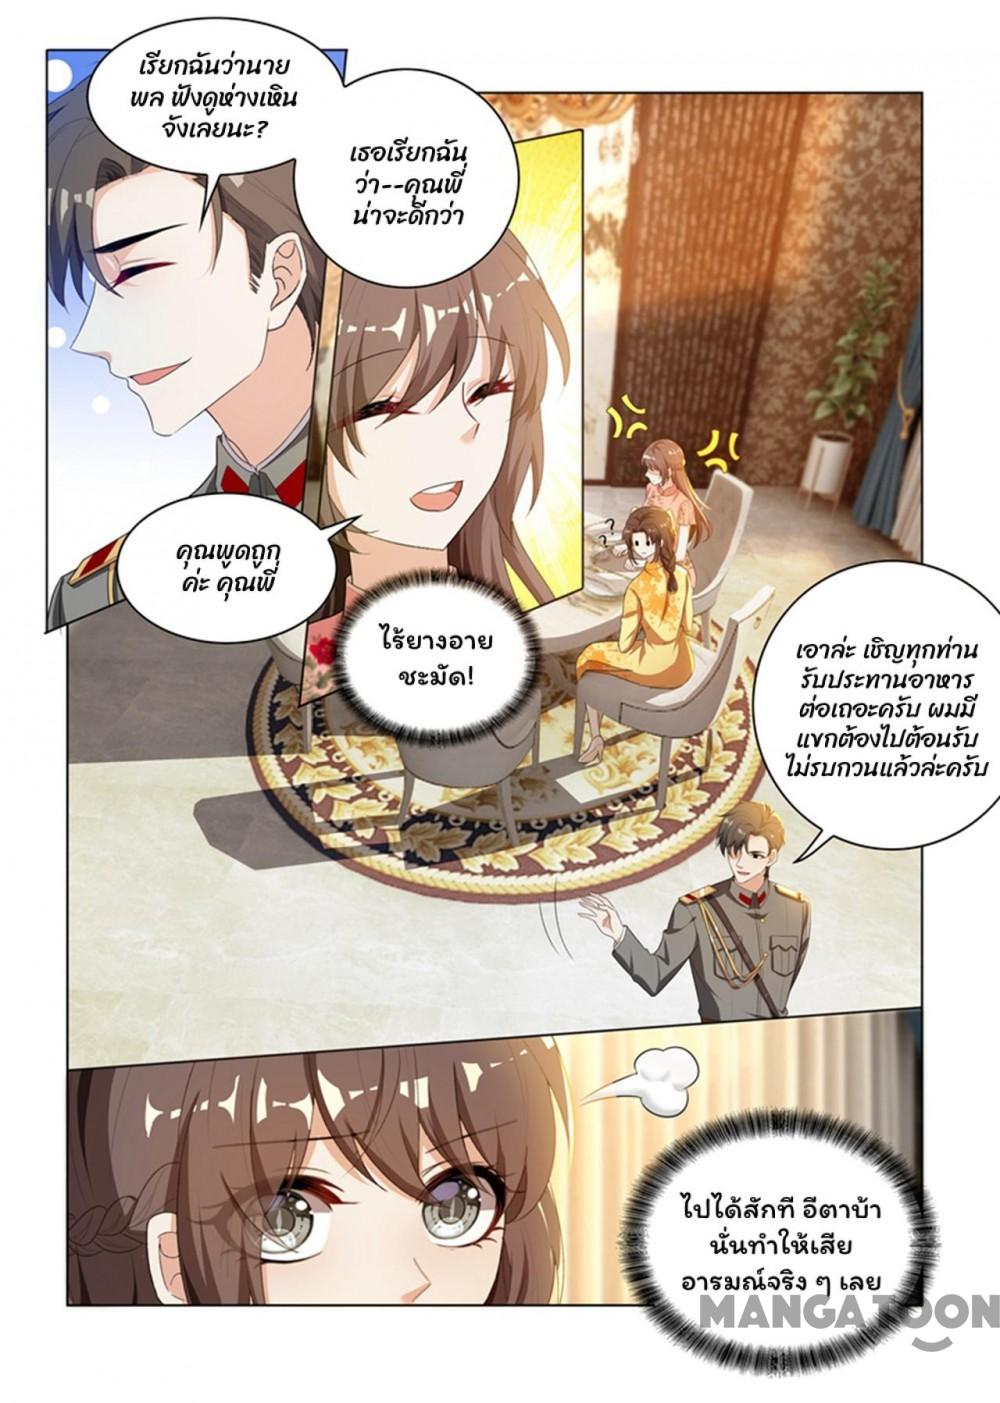 เรียกฉันว่านาย
พล ฟังดูห่างเหิน
จังเลยนะ?
เธอเรียกฉัน
ว่า--คุณพี่
น่าจะดีกว่า
คุณพูดถูก
ค่ะ คุณพี่
ไร้ยางอาย
ชะมัด!
?
?
เอาล่ะ เชิญทุกท่าน
รับประทานอาหาร
ต่อเถอะครับ ผมมี
แขกต้องไปต้อนรับ
ไม่รบกวนแล้วล่ะครับ
ไปได้สักที อีตาบ้า
นั่นทำให้เสีย
อารมณ์จริง ๆ เลย
MANGATOON